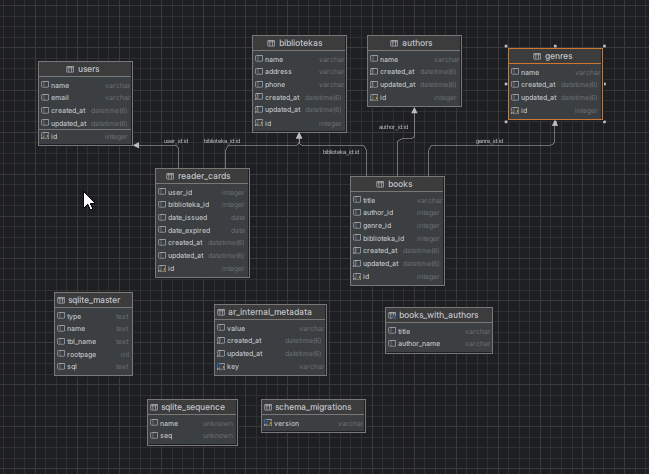 users
name varchar
email varchar
created_at datetime(6)
updated_at datetime(6)
id integer
bibliotekas
name varchar
address varchar
phone varchar
created_at datetime(6)
updated_at datetime(6)
id integer
authors
name varchar
created_at datetime(6)
updated_at datetime(6)
id integer
genres
name varchar
created_at datetime(6)
updated_at datetime(6)
id integer
user_id:id
biblioteka_id:id
biblioteka_id:id
author_id:id
genre_id:id
reader_cards
user_id integer
biblioteka_id integer
date_issued date
date_expired date
created_at datetime(6)
updated_at datetime(6)
id integer
books
title varchar
author_id integer
genre_id integer
biblioteka_id integer
created_at datetime(6)
updated_at datetime(6)
id integer
sqlite_master
type text
name text
tbl_name text
rootpage int
sql text
ar_internal_metadata
value varchar
created_at datetime(6)
updated_at datetime(6)
key varchar
books_with_authors
title varchar
author_name varchar
sqlite_sequence
name unknown
seq unknown
schema_migrations
version varchar